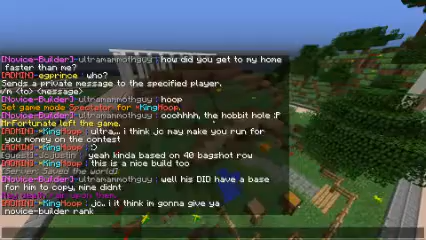 [Novice-Builder]-ultramammothguy: how did you get to my home
faster than me?
[ADMIN]-egprince: who?
Sends a private message to the specified player.
/m (to) <message>
[Novice-Builder]-ultramammothguy: hoop
Set game mode Spectator for *KingHoop.
[Novice-Builder]-ultramammothguy: ooohhhh, the hobbit hole :P
MrFortunate left the game.
[ADMIN]-*KingHoop: ultra,,, i think jc may make you run for
you money on the contest
[ADMIN]-*KingHoop: :O
[guest] : yeah kinda based on 40 bagshot row
[ADMIN]-*KingHoop: this is a nice build too
[Server: Saved the world]
[Novice-Builder]-ultramammothguy: well his DID have a base
for him to copy, mine didnt
[ADMIN]-*KingHoop: jc, i it think im gonna give ya
novice-builder rank